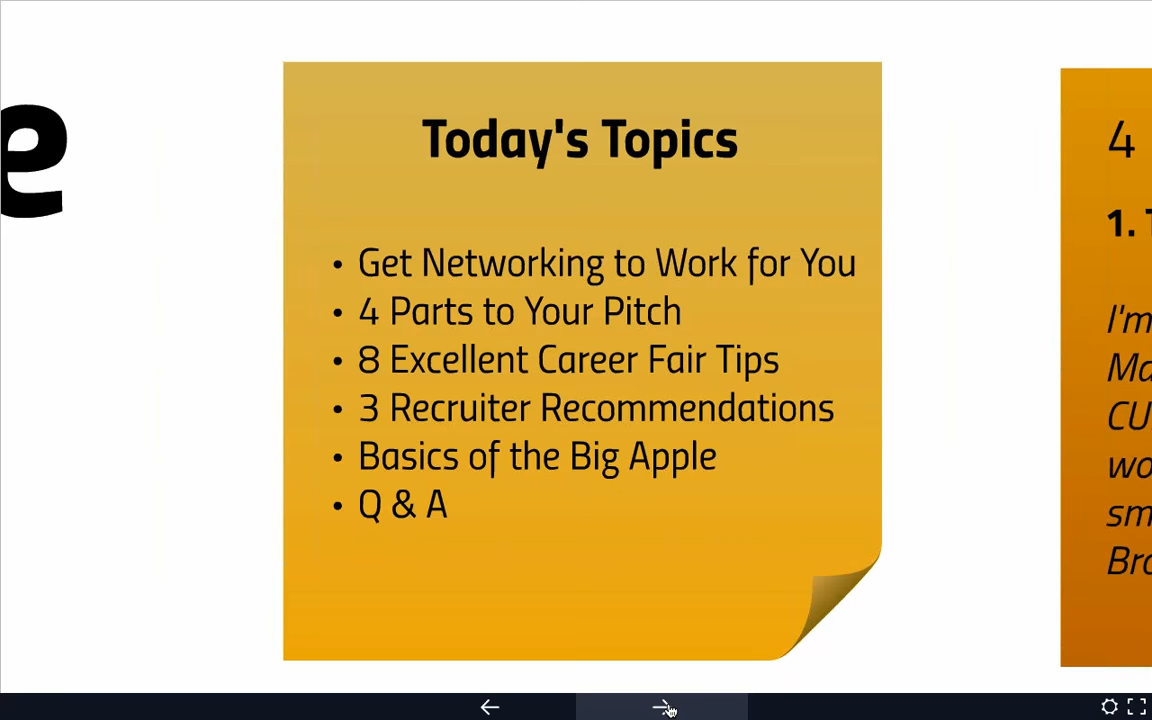 e
Today's Topics
• Get Networking to Work for You
• 4 Parts to Your Pitch
• 8 Excellent Career Fair Tips
• 3 Recruiter Recommendations
• Basics of the Big Apple
• Q & A
4
1.
I'm